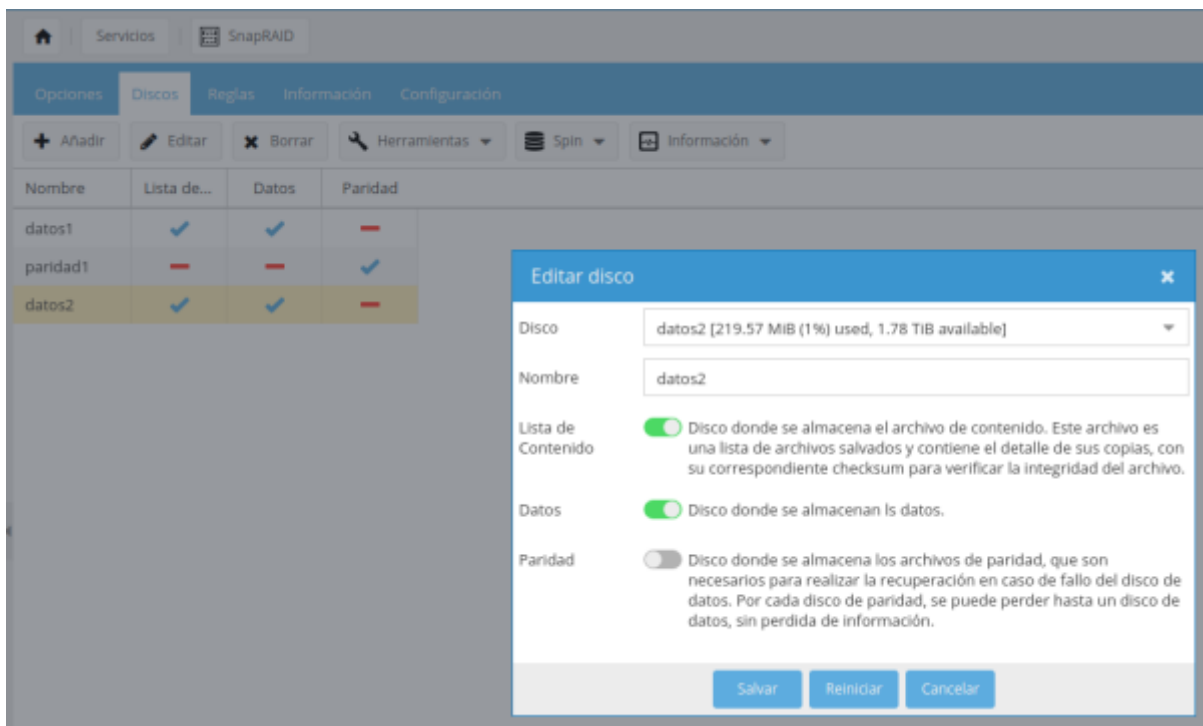 Servicios SnapRAID
Opciones Discos Reglas Información Configuración
Añadir Editar Borrar Herramientas Spin Información
Nombre Lista de... Datos Paridad
datos1
paridad1
datos2
Editar disco
Disco datos2 [219.57 MiB (1%) used, 1.78 TiB available]
Nombre datos2
Lista de Disco donde se almacena el archivo de contenido. Este archivo es
Contenido una lista de archivos salvados y contiene el detalle de sus copias, con
su correspondiente checksum para verificar la integridad del archivo.
Datos Disco donde se almacenan ls datos.
Paridad Disco donde se almacena los archivos de paridad, que son
necesarios para realizar la recuperación en caso de fallo del disco de
datos. Por cada disco de paridad, se puede perder hasta un disco de
datos, sin perdida de información.
Salvar Reiniciar Cancelar